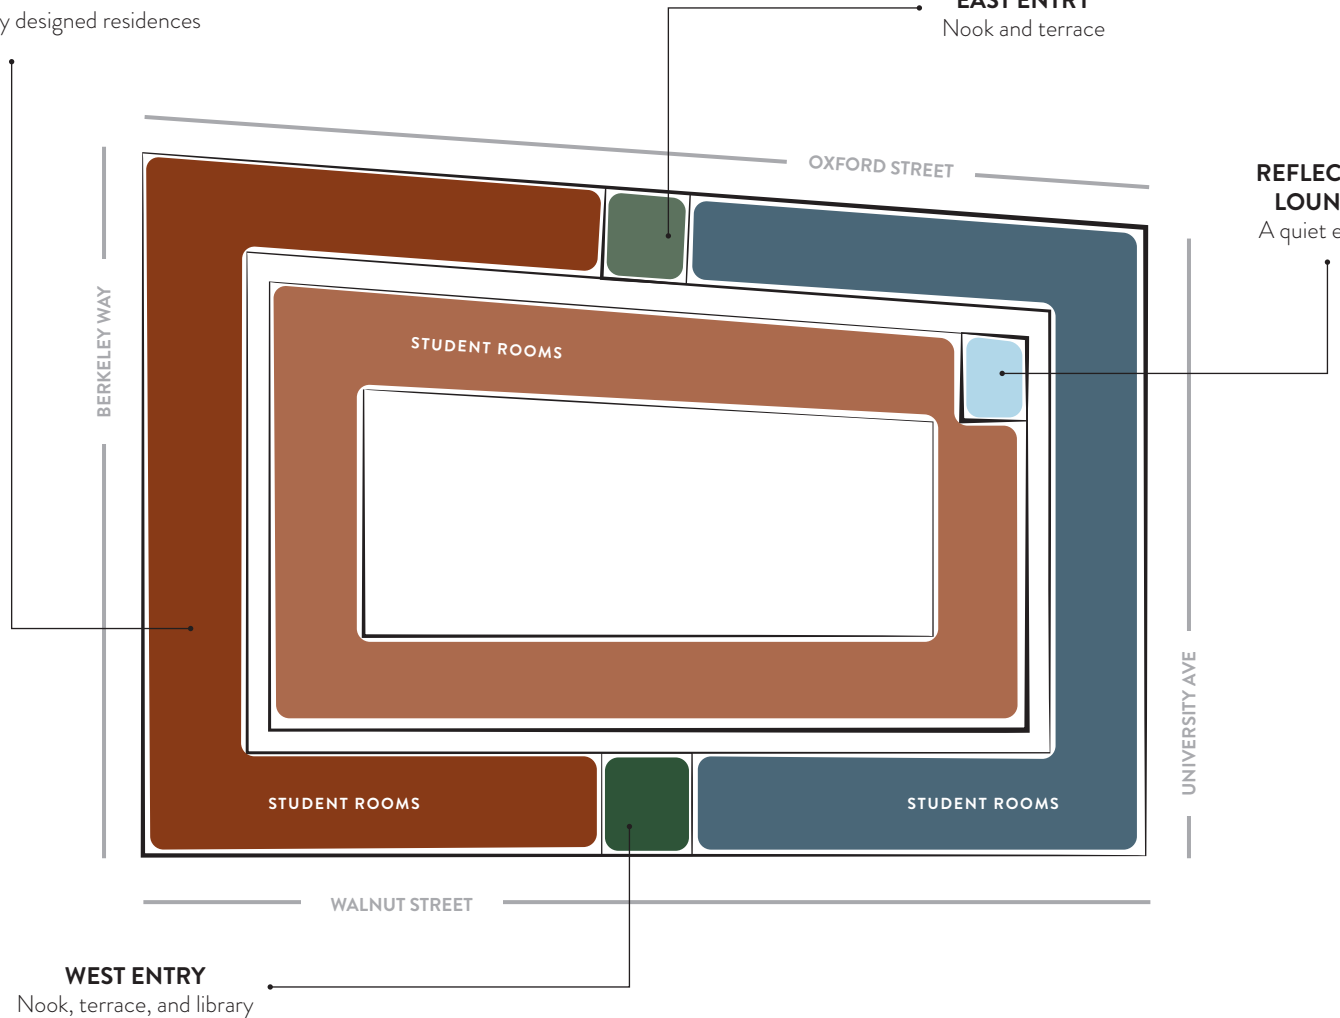 y designed residences
EAST ENTRY
Nook and terrace
OXFORD STREET
REFLEC
LOUN
A quiet e
BERKELEY WAY
STUDENT ROOMS
UNIVERSITY AVE
STUDENT ROOMS
STUDENT ROOMS
WALNUT STREET
WEST ENTRY
Nook, terrace, and library